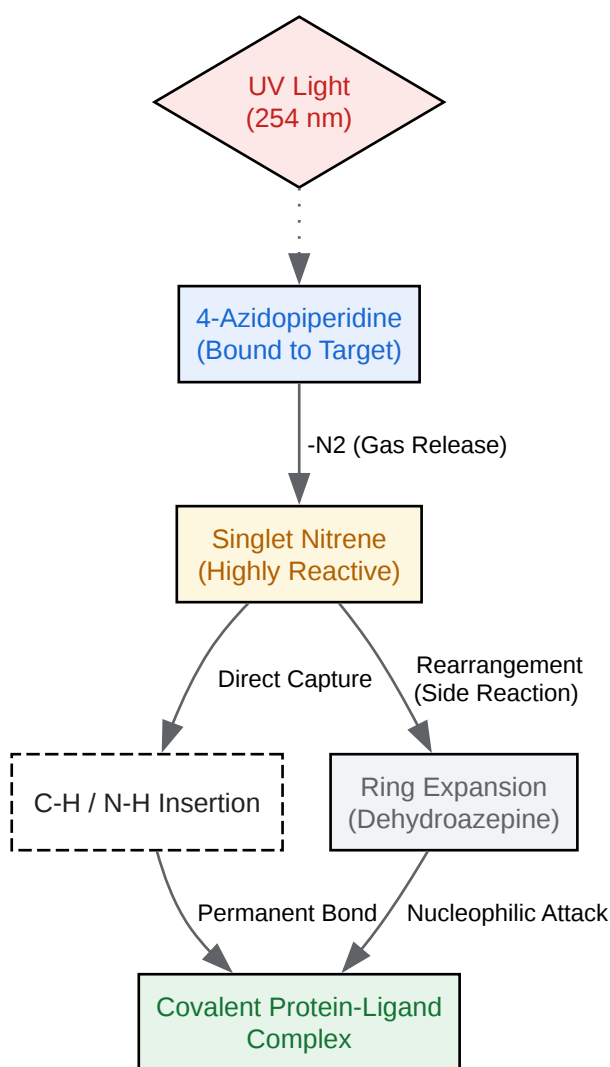 UV Light
(254 nm)
4-Azidopiperidine
(Bound to Target)
-N2 (Gas Release)
Singlet Nitrene
(Highly Reactive)
Direct Capture
Rearrangement
(Side Reaction)
C-H / N-H Insertion
Ring Expansion
(Dehydroazepine)
Permanent Bond
Nucleophilic Attack
Covalent Protein-Ligand
Complex